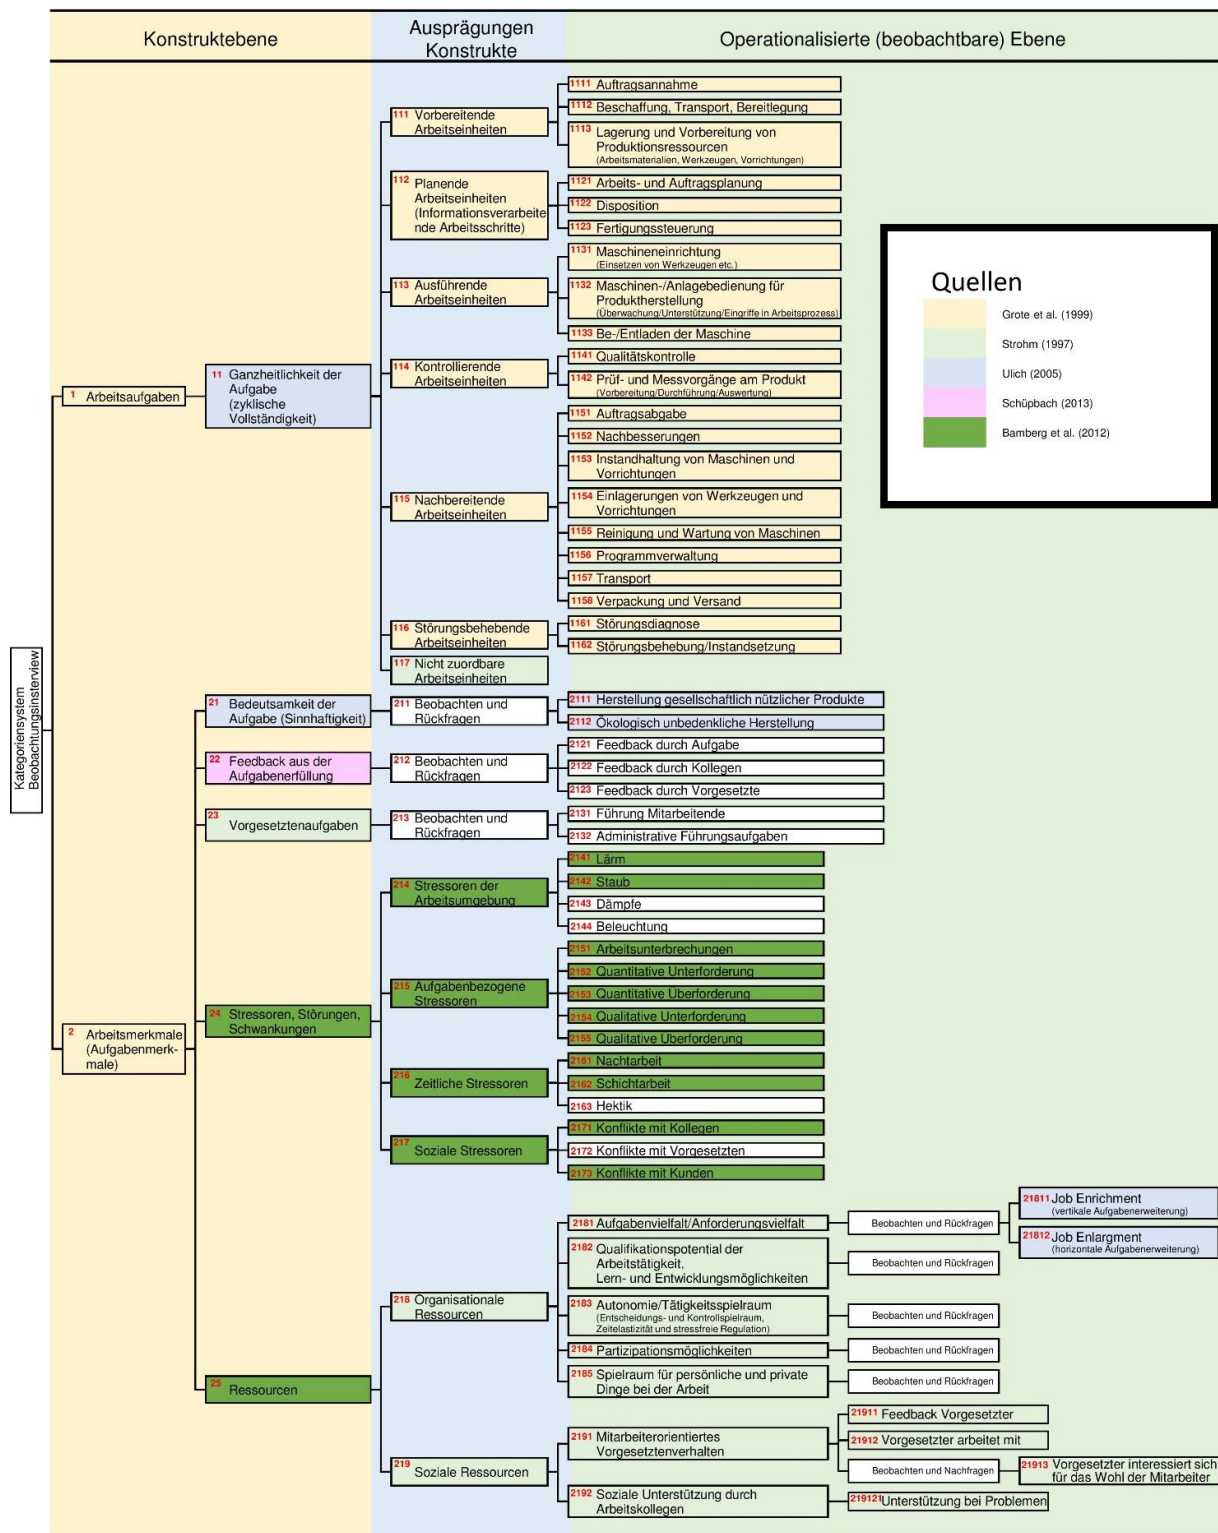 Konstruktebene
Ausprägungen
Konstrukte
Operationalisierte (beobachtbare) Ebene
Kategoriensystem
Beobachtungsinsterview
1 Arbeitsaufgaben
11 Ganzheitlichkeit der
Aufgabe
(zyklische
Vollständigkeit)
111 Vorbereitende
Arbeitseinheiten
1111 Auftragsannahme
1112 Beschaffung, Transport, Bereitlegung
1113 Lagerung und Vorbereitung von
Produktionsressourcen
(Arbeitsmaterialien, Werkzeugen, Vorrichtungen)
112 Planende
Arbeitseinheiten
(Informationsverarbeite
nde Arbeitsschritte)
1121 Arbeits- und Auftragsplanung
1122 Disposition
1123 Fertigungssteuerung
113 Ausführende
Arbeitseinheiten
1131 Maschineneinrichtung
(Einsetzen von Werkzeugen etc.)
1132 Maschinen-/Anlagebedienung für
Produktherstellung
(Überwachung/Unterstützung/Eingriffe in Arbeitsprozess)
1133 Be-/Entladen der Maschine
114 Kontrollierende
Arbeitseinheiten
1141 Qualitätskontrolle
1142 Prüf- und Messvorgänge am Produkt
(Vorbereitung/Durchführung/Auswertung)
115 Nachbereitende
Arbeitseinheiten
1151 Auftragsabgabe
1152 Nachbesserungen
1153 Instandhaltung von Maschinen und
Vorrichtungen
1154 Einlagerungen von Werkzeugen und
Vorrichtungen
1155 Reinigung und Wartung von Maschinen
1156 Programmverwaltung
1157 Transport
1158 Verpackung und Versand
116 Störungsbehebende
Arbeitseinheiten
1161 Störungsdiagnose
1162 Störungsbehebung/Instandsetzung
117 Nicht zuordbare
Arbeitseinheiten
Quellen
Grote et al. (1999)
Strohm (1997)
Ulich (2005)
Schüpbach (2013)
Bamberg et al. (2012)
2 Arbeitsmerkmale
(Aufgabenmerk-
male)
21 Bedeutsamkeit der
Aufgabe (Sinnhaftigkeit)
211 Beobachten und
Rückfragen
2111 Herstellung gesellschaftlich nützlicher Produkte
2112 Ökologisch unbedenkliche Herstellung
22 Feedback aus der
Aufgabenerfüllung
212 Beobachten und
Rückfragen
2121 Feedback durch Aufgabe
2122 Feedback durch Kollegen
2123 Feedback durch Vorgesetzte
23 Vorgesetztenaufgaben
213 Beobachten und
Rückfragen
2131 Führung Mitarbeitende
2132 Administrative Führungsaufgaben
24 Stressoren, Störungen,
Schwankungen
214 Stressoren der
Arbeitsumgebung
2141 Lärm
2142 Staub
2143 Dämpfe
2144 Beleuchtung
215 Aufgabenbezogene
Stressoren
2151 Arbeitsunterbrechungen
2152 Quantitative Unterforderung
2153 Quantitative Überforderung
2154 Qualitative Unterforderung
2155 Qualitative Überforderung
216 Zeitliche Stressoren
2161 Nachtarbeit
2162 Schichtarbeit
2163 Hektik
217 Soziale Stressoren
2171 Konflikte mit Kollegen
2172 Konflikte mit Vorgesetzten
2173 Konflikte mit Kunden
25 Ressourcen
218 Organisationale
Ressourcen
2181 Aufgabenvielfalt/Anforderungsvielfalt
Beobachten und Rückfragen
21811 Job Enrichment
(vertikale Aufgabenerweiterung)
21812 Job Enlargment
(horizontale Aufgabenerweiterung)
2182 Qualifikationspotential der
Arbeitstätigkeit,
Lern- und Entwicklungsmöglichkeiten
Beobachten und Rückfragen
2183 Autonomie/Tätigkeitsspielraum
(Entscheidungs- und Kontrollspielraum,
Zeitelastizität und stressfreie Regulation)
Beobachten und Rückfragen
2184 Partizipationsmöglichkeiten
Beobachten und Rückfragen
2185 Spielraum für persönliche und private
Dinge bei der Arbeit
Beobachten und Rückfragen
219 Soziale Ressourcen
2191 Mitarbeiterorientiertes
Vorgesetztenverhalten
21911 Feedback Vorgesetzter
21912 Vorgesetzter arbeitet mit
Beobachten und Nachfragen
21913 Vorgesetzter interessiert sich
für das Wohl der Mitarbeiter
2192 Soziale Unterstützung durch
Arbeitskollegen
219121 Unterstützung bei Problemen